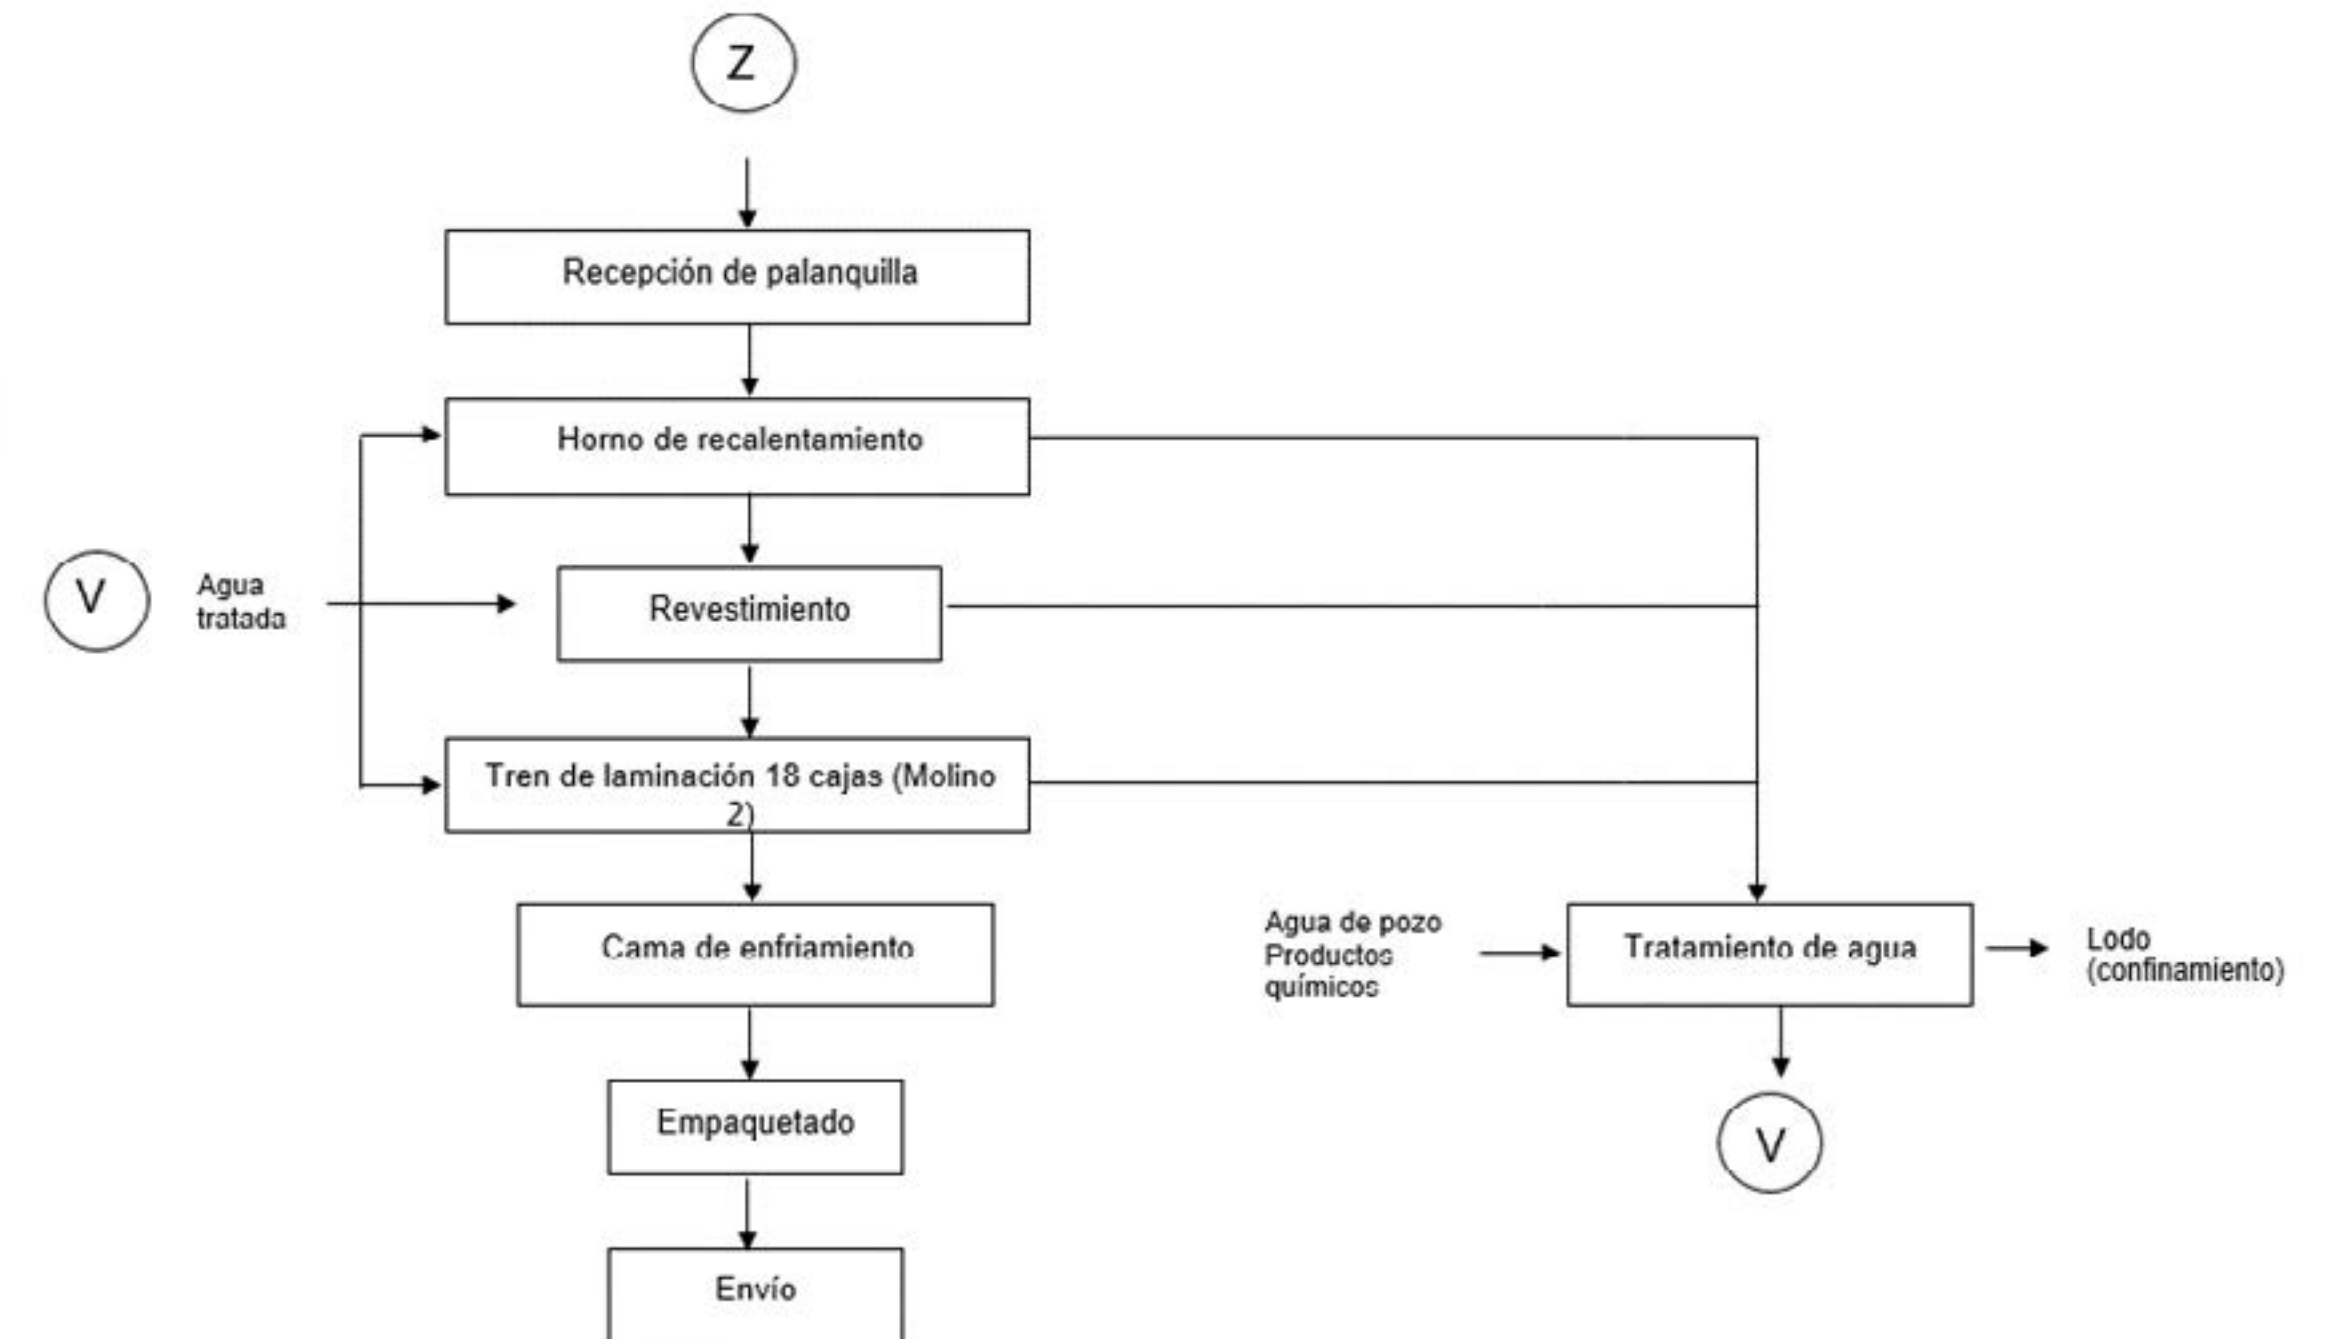 Z
Recepción de palanquilla
Horno de recalentamiento
V
Agua
tratada
Revestimiento
Tren de laminación 18 cajas (Molino
2)
Cama de enfriamiento
Agua de pozo
Productos
químicos
Tratamiento de agua
Lodo
(confinamiento)
Empaquetado
V
Envío